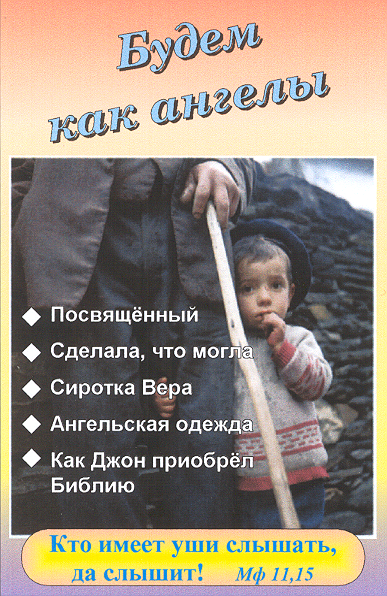 Будем
как ангелы
Посвящённый
Сделала, что могла
Сиротка Вера
Ангельская одежда
Как Джон приобрёл
Библию
Кто имеет уши слышать,
да слышит! Мф 11,15